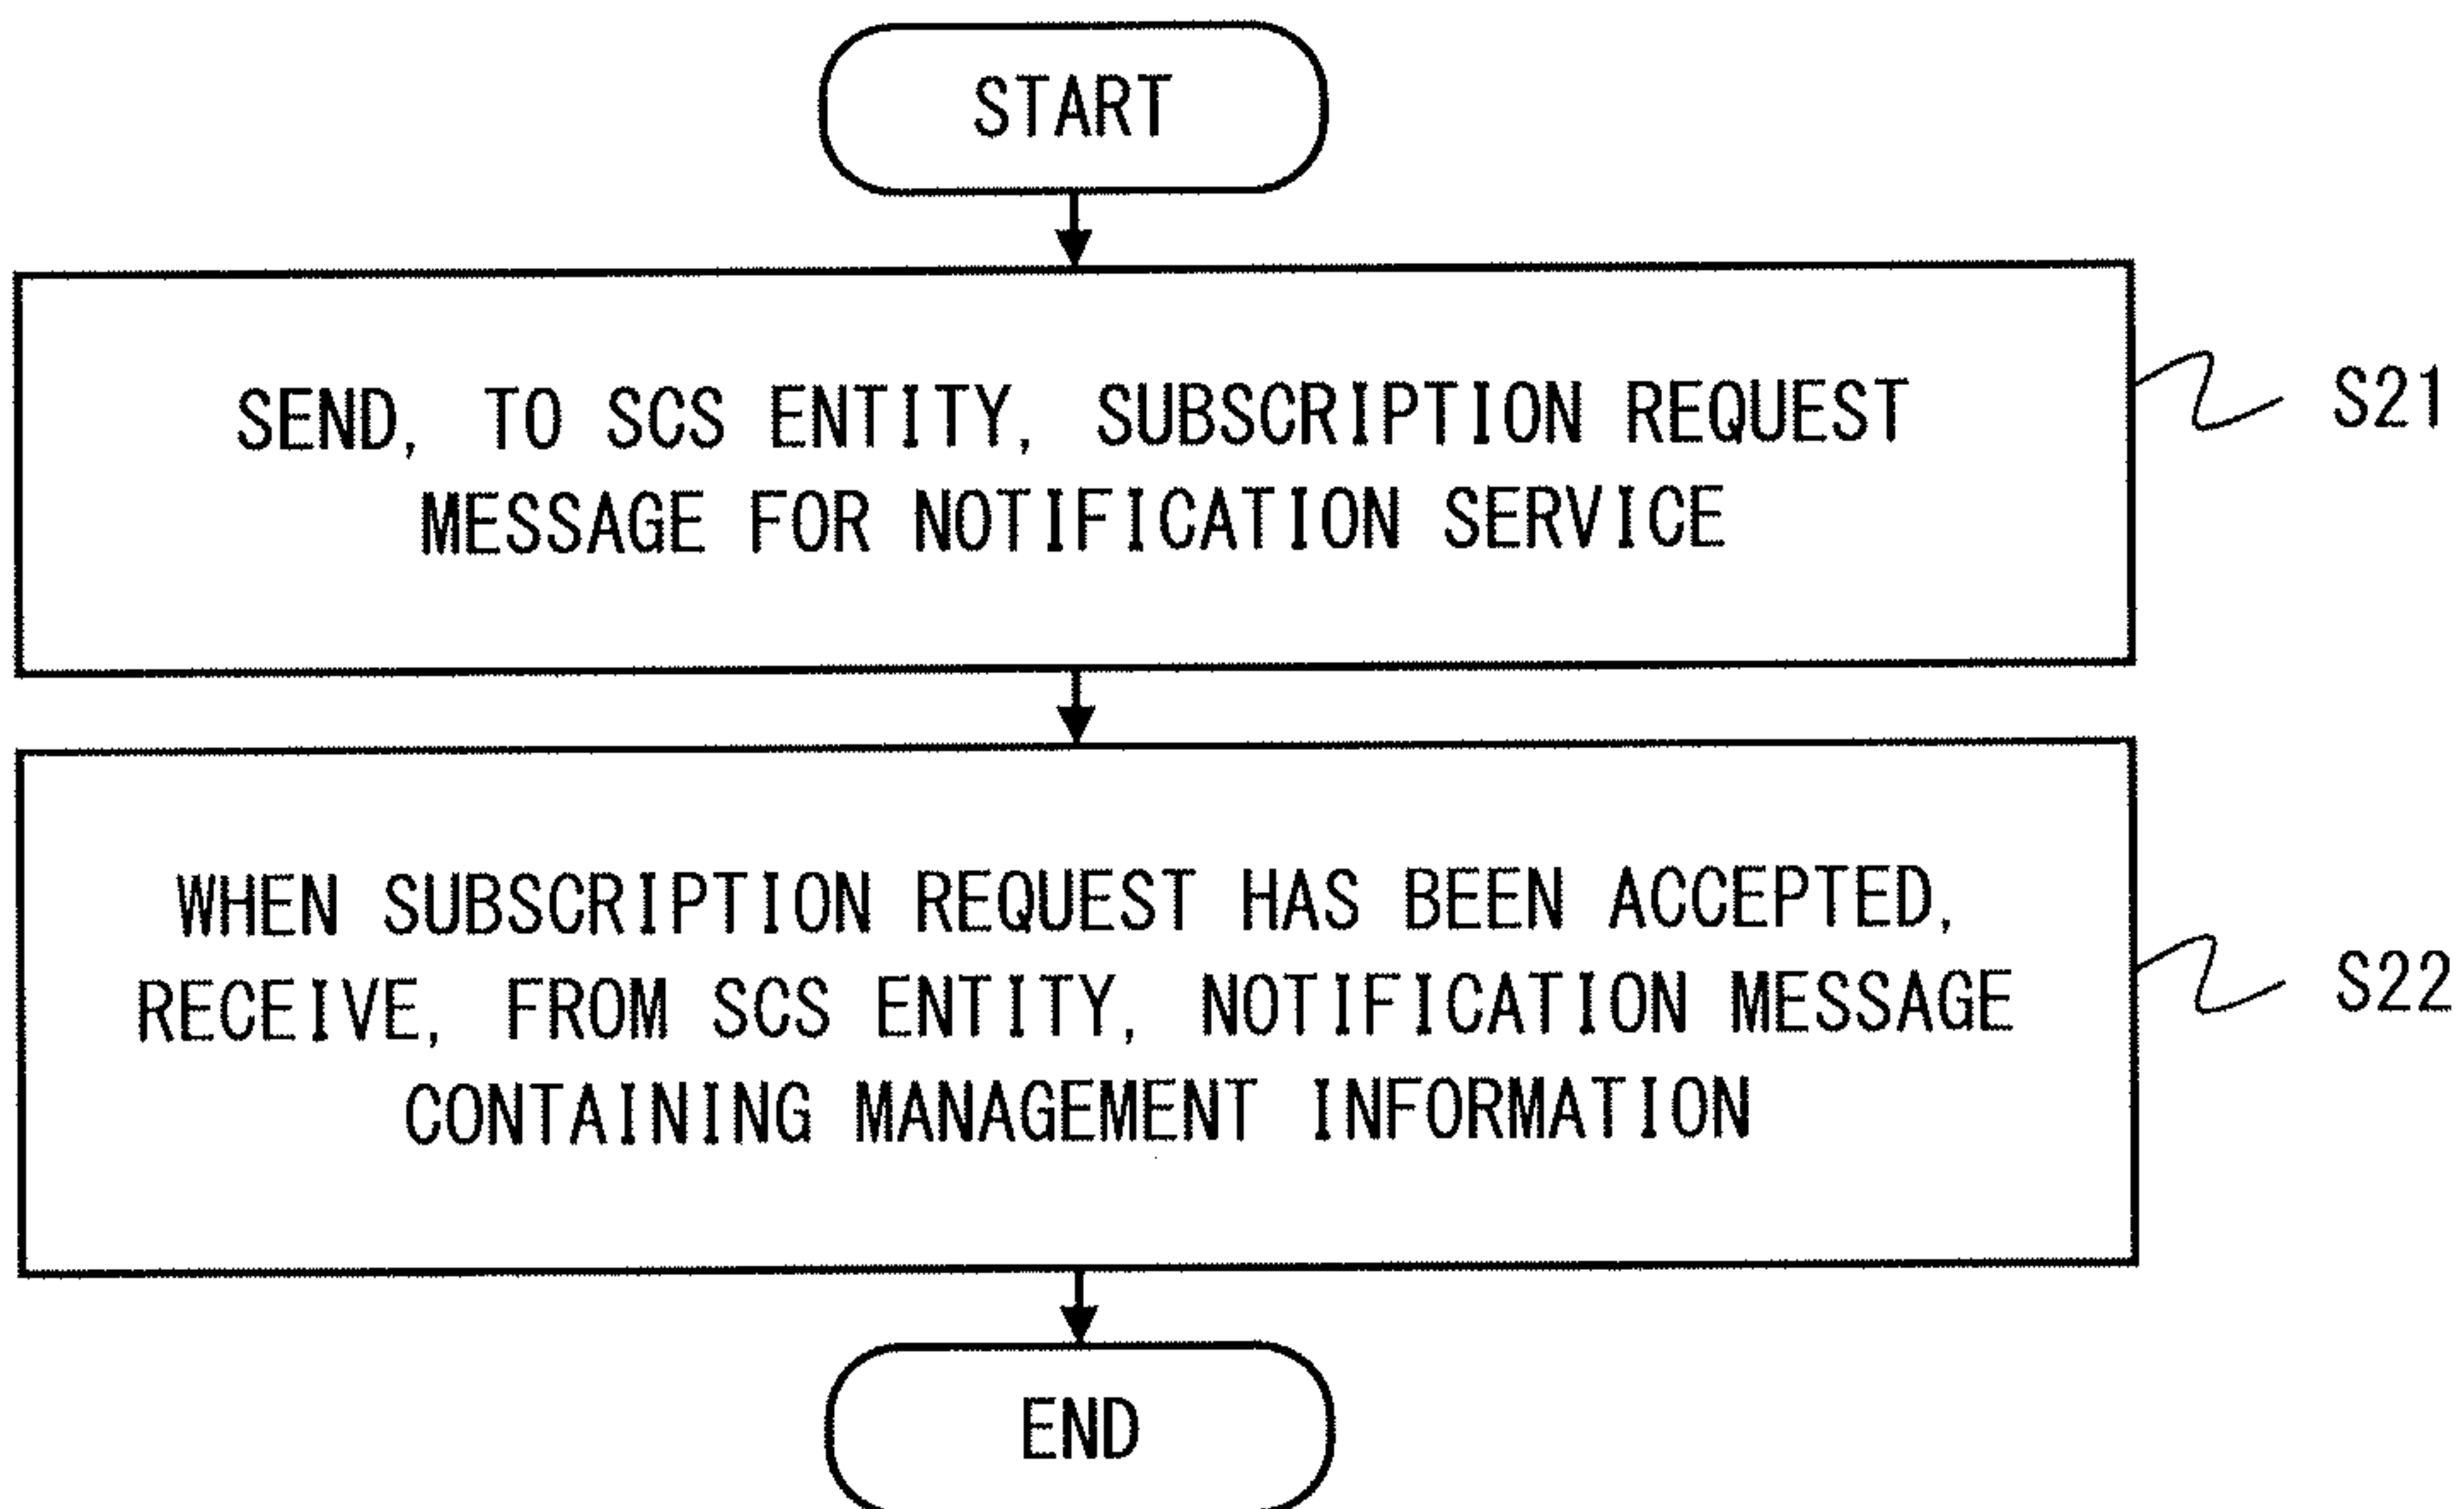 START
SEND, TO SCS ENTITY, SUBSCRIPTION REQUEST
MESSAGE FOR NOTIFICATION SERVICE
S21
WHEN SUBSCRIPTION REQUEST HAS BEEN ACCEPTED,
RECEIVE, FROM SCS ENTITY, NOTIFICATION MESSAGE
CONTAINING MANAGEMENT INFORMATION
S22
END